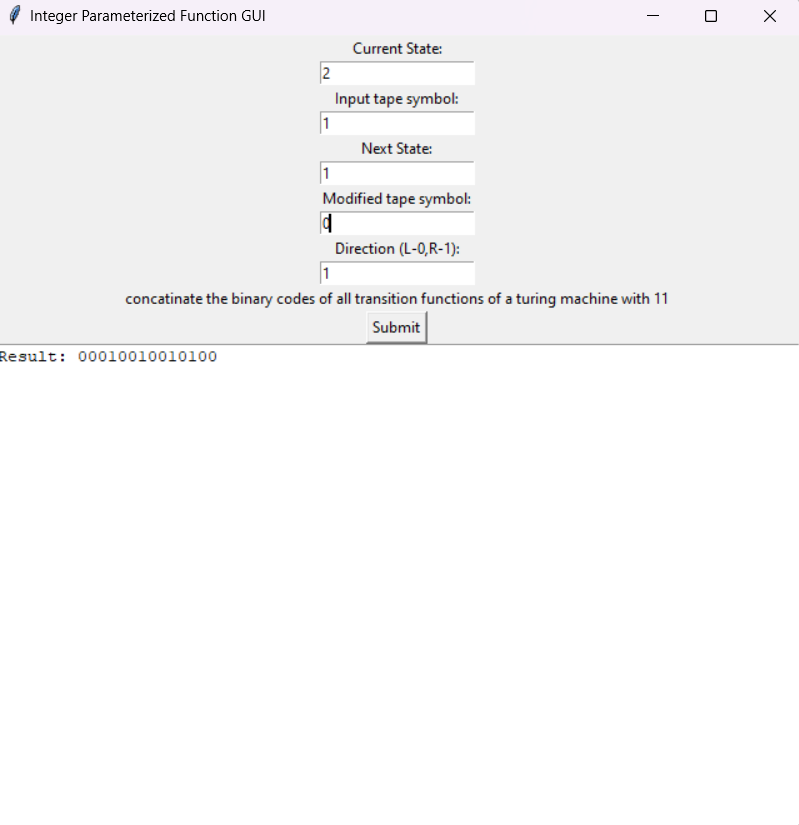 Integer Parameterized Function GUI
Current State:
2
Input tape symbol:
1
Next State:
1
Modified tape symbol:
0
Direction (L-0,R-1):
1
concatinate the binary codes of all transition functions of a turing machine with 11
Submit
Result: 00010010010100